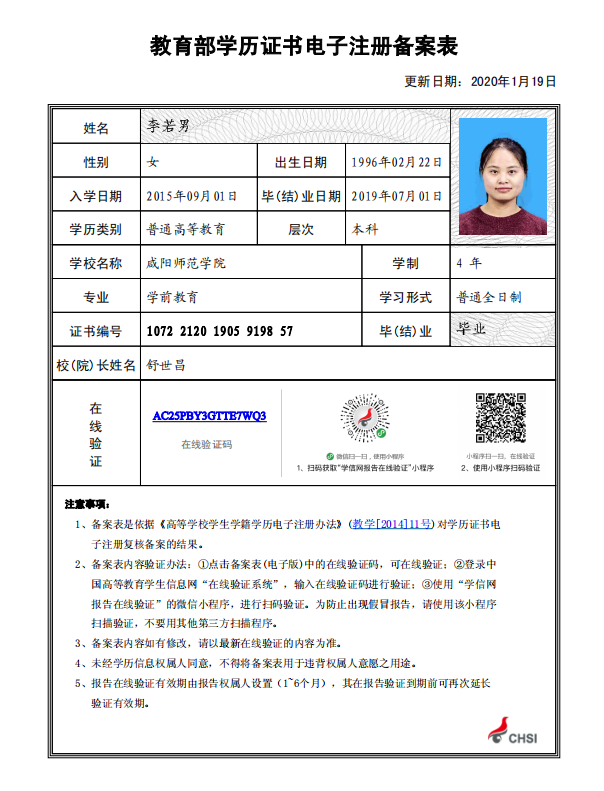 教育部学历证书电子注册备案表
更新日期：2020年1月19日
姓名 李若男
性别 女 出生日期 1996年02月22日
入学日期 2015年09月01日 毕(结)业日期 2019年07月01日
学历类别 普通高等教育 层次 本科
学校名称 咸阳师范学院 学制 4 年
专业 学前教育 学习形式 普通全日制
证书编号 1072 2120 1905 9198 57 毕(结)业 毕业
校(院)长姓名 舒世昌
在线验证
AC25PBY3GTTE7WQ3
在线验证码
微信扫一扫，使用小程序
1、扫码获取“学信网报告在线验证”小程序
小程序扫一扫，在线验证
2、使用小程序扫码验证
注意事项：
1、备案表是依据《高等学校学生学籍学历电子注册办法》(教学[2014]11号)对学历证书电
子注册复核备案的结果。
2、备案表内容验证办法：①点击备案表(电子版)中的在线验证码，可在线验证；②登录中
国高等教育学生信息网“在线验证系统”，输入在线验证码进行验证；③使用“学信网
报告在线验证”的微信小程序，进行扫码验证。为防止出现假冒报告，请使用该小程序
扫描验证，不要用其他第三方扫描程序。
3、备案表内容如有修改，请以最新在线验证的内容为准。
4、未经学历信息权属人同意，不得将备案表用于违背权属人意愿之用途。
5、报告在线验证有效期由报告权属人设置（1~6个月），其在报告验证到期前可再次延长
验证有效期。
CHSI